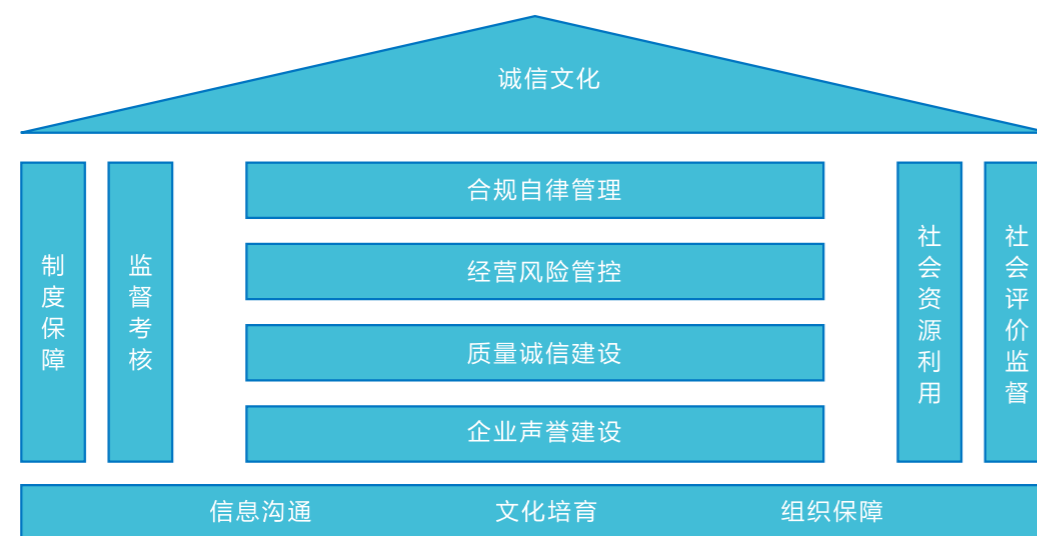 诚信文化
制度保障
监督考核
合规自律管理
经营风险管控
质量诚信建设
企业声誉建设
社会资源利用
社会评价监督
信息沟通 文化培育 组织保障